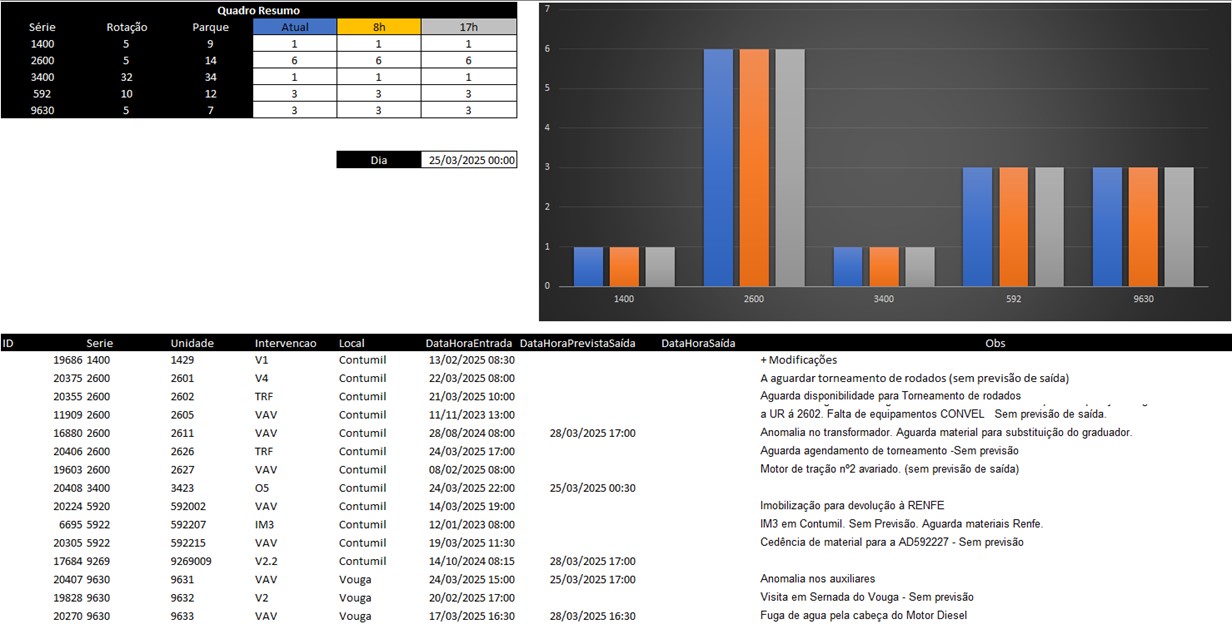 Quadro Resumo
Série Rotação Parque Atual 8h 17h
1400 5 9 1 1 1
2600 5 14 6 6 6
3400 32 34 1 1 1
592 10 12 3 3 3
9630 5 7 3 3 3
Dia 25/03/2025 00:00
7
6
5
4
3
2
1
0
1400 2600 3400 592 9630
ID Serie Unidade Intervencao Local DataHoraEntrada DataHoraPrevistaSaída DataHoraSaída Obs
19686 1400 1429 V1 Contumil 13/02/2025 08:30 + Modificações
20375 2600 2601 V4 Contumil 22/03/2025 08:00 A aguardar torneamento de rodados (sem previsão de saída)
20355 2600 2602 TRF Contumil 21/03/2025 10:00 Aguarda disponibilidade para Torneamento de rodados
11909 2600 2605 VAV Contumil 11/11/2023 13:00 a UR á 2602. Falta de equipamentos CONVEL Sem previsão de saída.
16880 2600 2611 VAV Contumil 28/08/2024 08:00 28/03/2025 17:00 Anomalia no transformador. Aguarda material para substituição do graduador.
20406 2600 2626 TRF Contumil 24/03/2025 17:00 Aguarda agendamento de torneamento -Sem previsão
19603 2600 2627 VAV Contumil 08/02/2025 08:00 Motor de tração nº2 avariado. (sem previsão de saída)
20408 3400 3423 O5 Contumil 24/03/2025 22:00 25/03/2025 00:30
20224 5920 592002 VAV Contumil 14/03/2025 19:00 Imobilização para devolução à RENFE
6695 5922 592207 IM3 Contumil 12/01/2023 08:00 IM3 em Contumil. Sem Previsão. Aguarda materiais Renfe.
20305 5922 592215 VAV Contumil 19/03/2025 11:30 Cedência de material para a AD592227 - Sem previsão
17684 9269 9269009 V2.2 Contumil 14/10/2024 08:15 28/03/2025 17:00
20407 9630 9631 VAV Vouga 24/03/2025 15:00 25/03/2025 17:00 Anomalia nos auxiliares
19828 9630 9632 V2 Vouga 20/02/2025 17:00 Visita em Sernada do Vouga - Sem previsão
20270 9630 9633 VAV Vouga 17/03/2025 16:30 28/03/2025 16:30 Fuga de agua pela cabeça do Motor Diesel